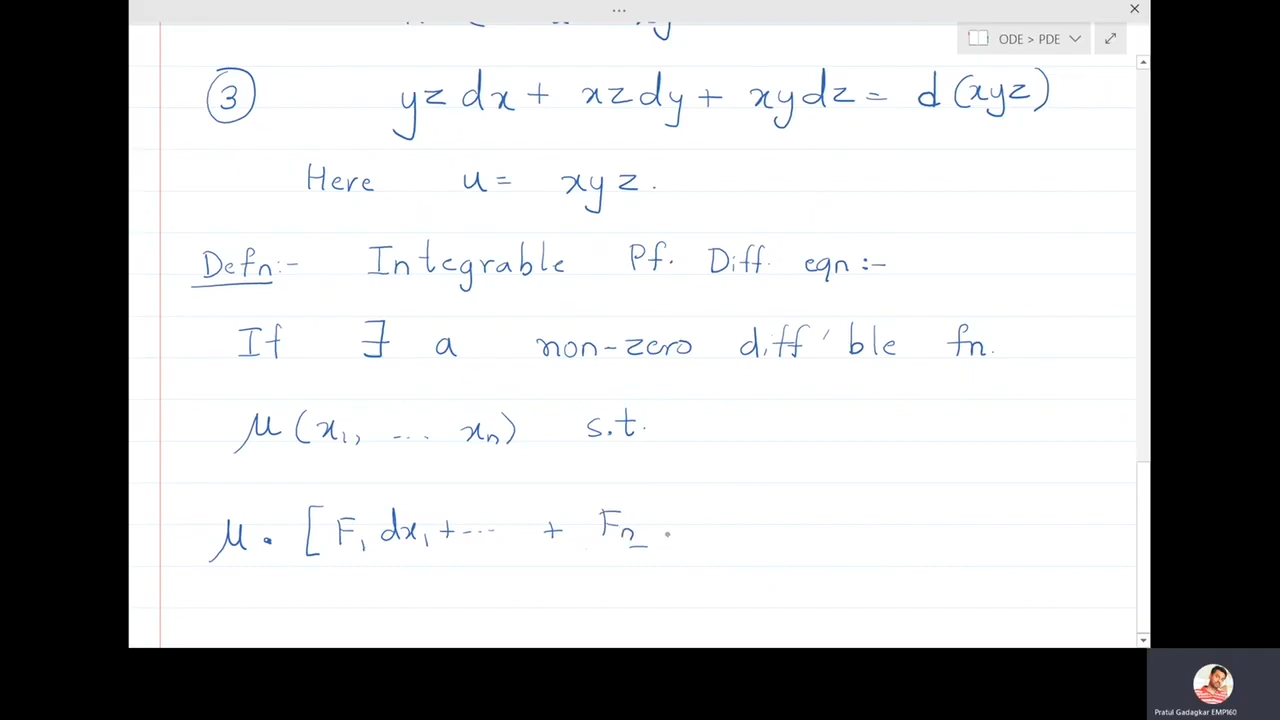 ODE > PDE
③ yz dx + xz dy + xy dz = d(xyz)
Here u = xyz.
Defn:- Integrable Pf. Diff. eqn :-
If ∃ a non-zero diff'ble fn.
μ(x₁, ... xₙ) s.t.
μ · [F₁ dx₁ + ... + Fₙ
Pratul Gadagkar EMP160